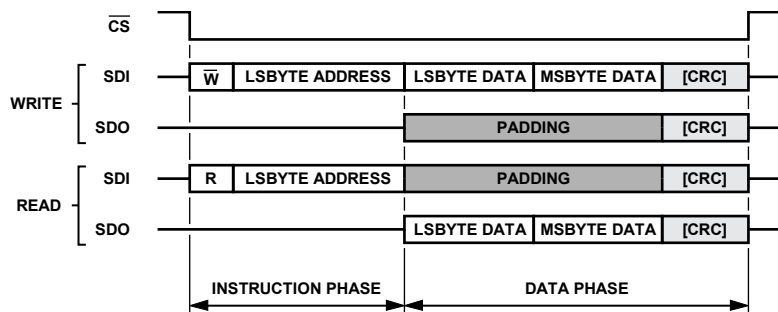 CS
SDI W LSBYTE ADDRESS LSBYTE DATA MSBYTE DATA [CRC]
WRITE
SDO PADDING [CRC]
SDI R LSBYTE ADDRESS PADDING [CRC]
READ
SDO LSBYTE DATA MSBYTE DATA [CRC]
INSTRUCTION PHASE DATA PHASE